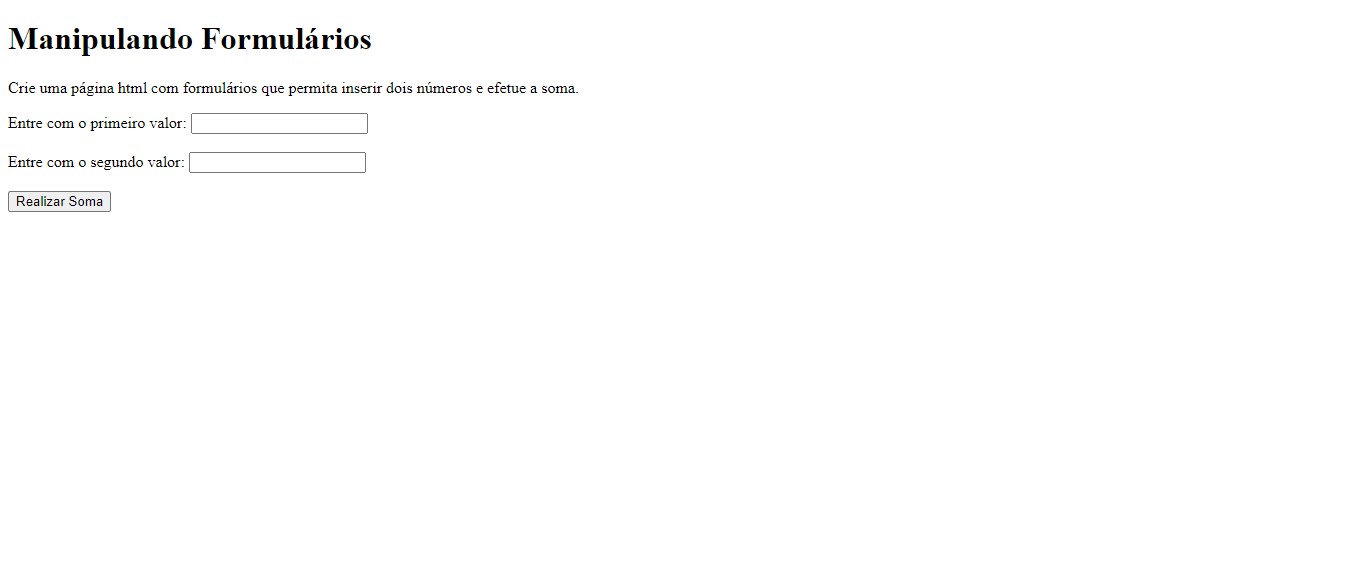 Manipulando Formulários
Crie uma página html com formulários que permita inserir dois números e efetue a soma.
Entre com o primeiro valor:
Entre com o segundo valor:
Realizar Soma